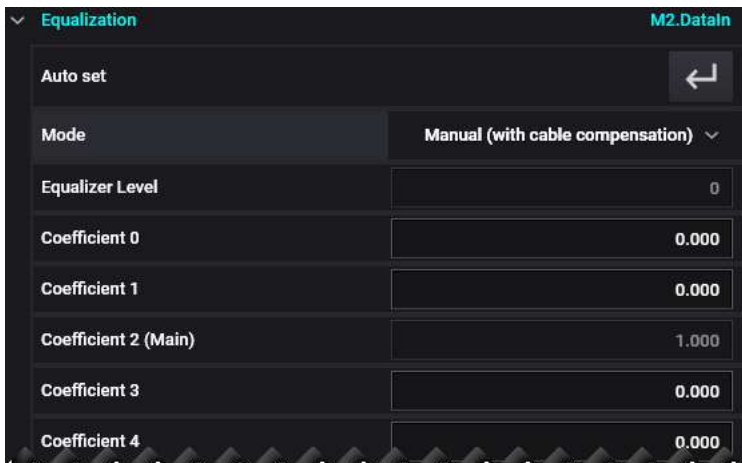 Equalization M2.DataIn
Auto set
Mode Manual (with cable compensation)
Equalizer Level 0
Coefficient 0 0.000
Coefficient 1 0.000
Coefficient 2 (Main) 1.000
Coefficient 3 0.000
Coefficient 4 0.000